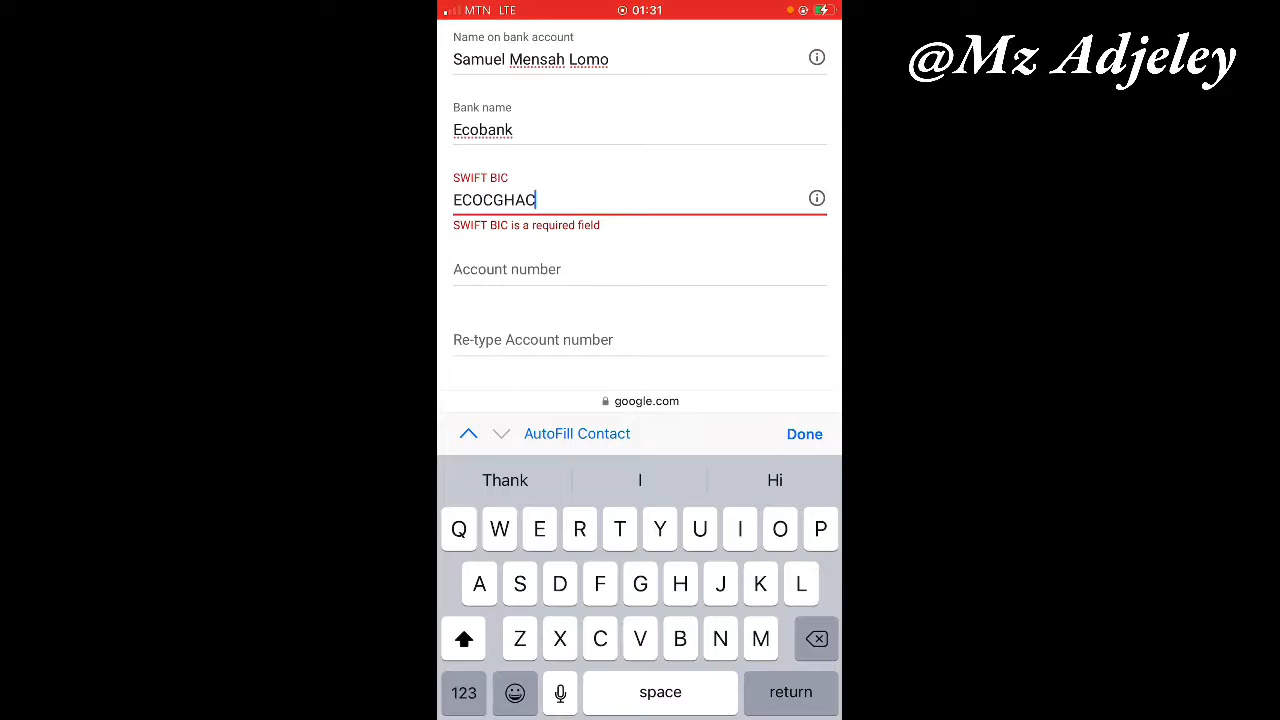 MTN LTE 01:31
@Mz Adjeley
Name on bank account
Samuel Mensah Lomo
Bank name
Ecobank
SWIFT BIC
ECOCGHAC
SWIFT BIC is a required field
Account number
Re-type Account number
google.com
AutoFill Contact Done
Thank I Hi
Q W E R T Y U I O P
A S D F G H J K L
Z X C V B N M
123 space return